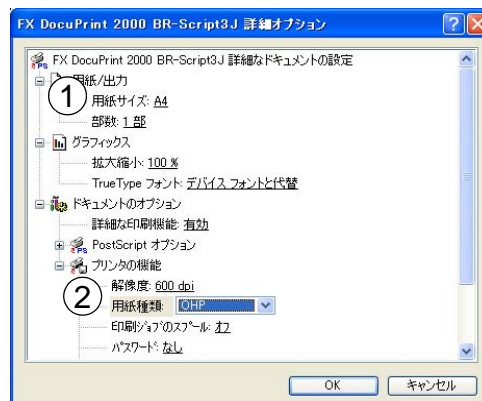 FX DocuPrint 2000 BR-Script3J 詳細オプション
FX DocuPrint 2000 BR-Script3J 詳細なドキュメントの設定
用紙/出力
① 用紙サイズ: A4
部数: 1 部
グラフィックス
拡大縮小: 100 %
TrueType フォント: デバイス フォントと代替
ドキュメントのオプション
詳細な印刷機能: 有効
PostScript オプション
プリンタの機能
解像度: 600 dpi
② 用紙種類: OHP
印刷ジョブのスプール: オフ
パスワード: なし
OK キャンセル